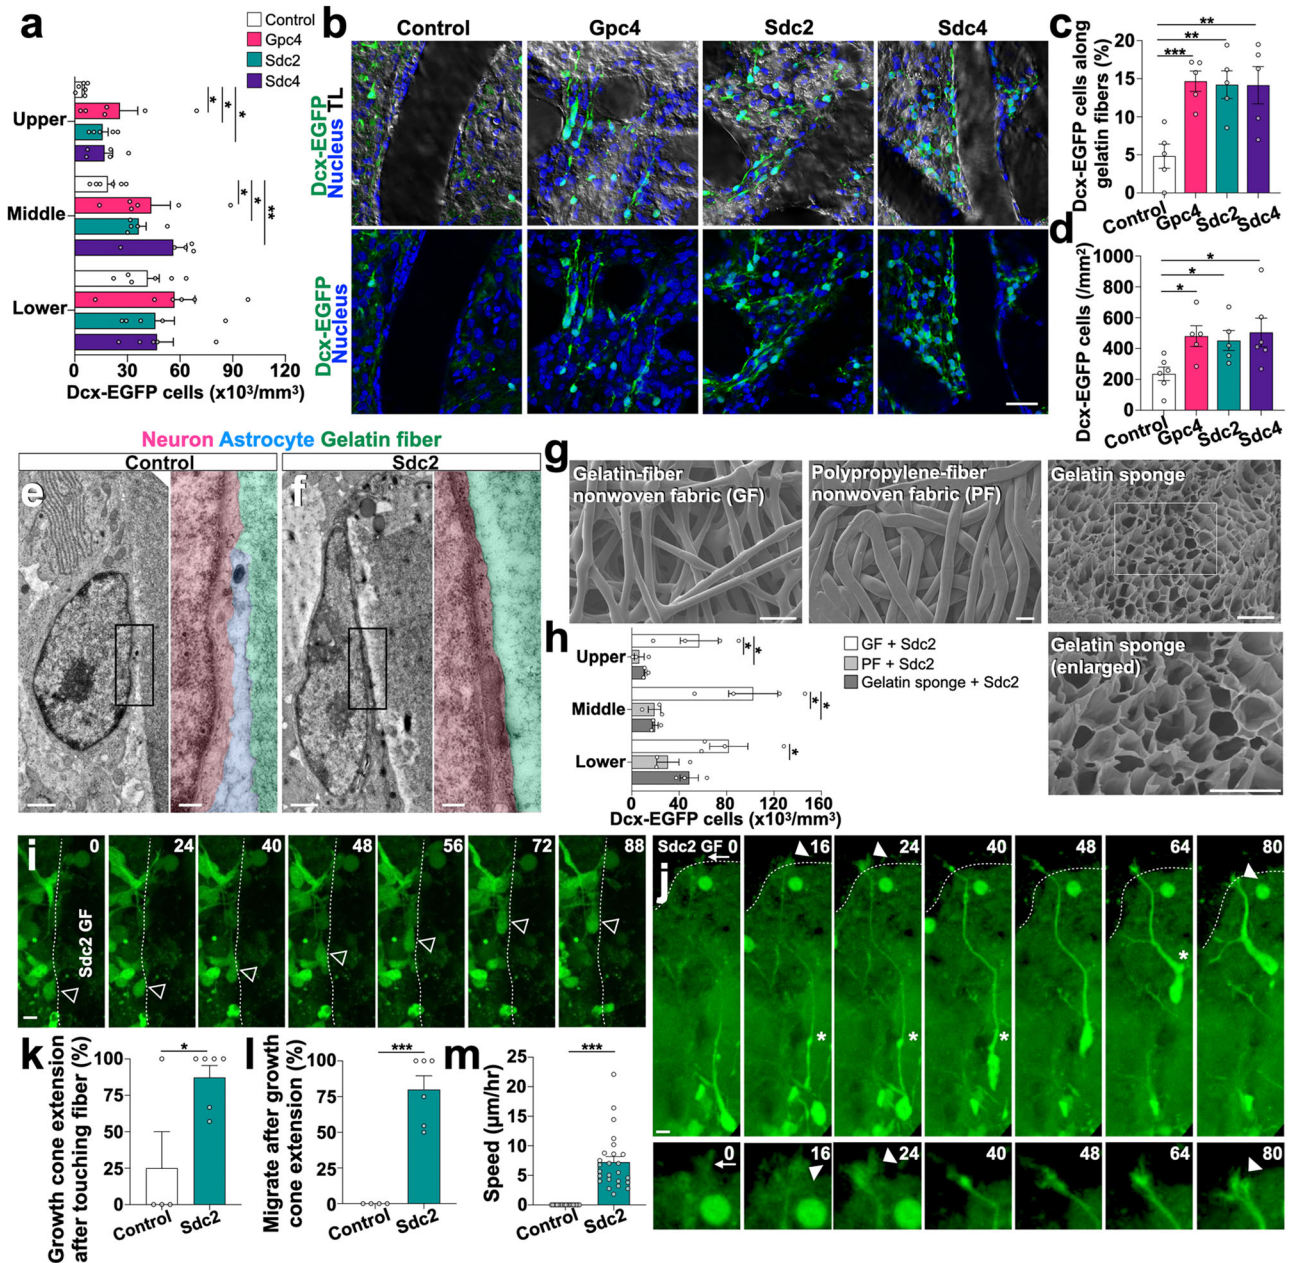 a
Control
Gpc4
Sdc2
Sdc4
Upper
Middle
Lower
*
*
*
*
*
**
0 30 60 90 120
Dcx-EGFP cells (x10³/mm³)
b
Control Gpc4 Sdc2 Sdc4
Dcx-EGFP
Nucleus TL
Dcx-EGFP
Nucleus
c
Dcx-EGFP cells along
gelatin fibers (%)
20
15
10
5
0
**
**
***
Control Gpc4 Sdc2 Sdc4
d
Dcx-EGFP cells (/mm²)
1000
800
600
400
200
0
*
*
*
Control Gpc4 Sdc2 Sdc4
Neuron Astrocyte Gelatin fiber
Control Sdc2
e
f
g
Gelatin-fiber
nonwoven fabric (GF)
Polypropylene-fiber
nonwoven fabric (PF)
Gelatin sponge
Gelatin sponge
(enlarged)
h
Upper
Middle
Lower
*
*
*
*
*
GF + Sdc2
PF + Sdc2
Gelatin sponge + Sdc2
0 40 80 120 160
Dcx-EGFP cells (x10³/mm³)
i
0 24 40 48 56 72 88
Sdc2 GF
j
Sdc2 GF 0 16 24 40 48 64 80
* * * *
0 16 24 40 48 64 80
k
Growth cone extension
after touching fiber (%)
100
75
50
25
0
*
Control Sdc2
l
Migrate after growth
cone extension (%)
100
75
50
25
0
***
Control Sdc2
m
Speed (µm/hr)
25
20
15
10
5
0
***
Control Sdc2